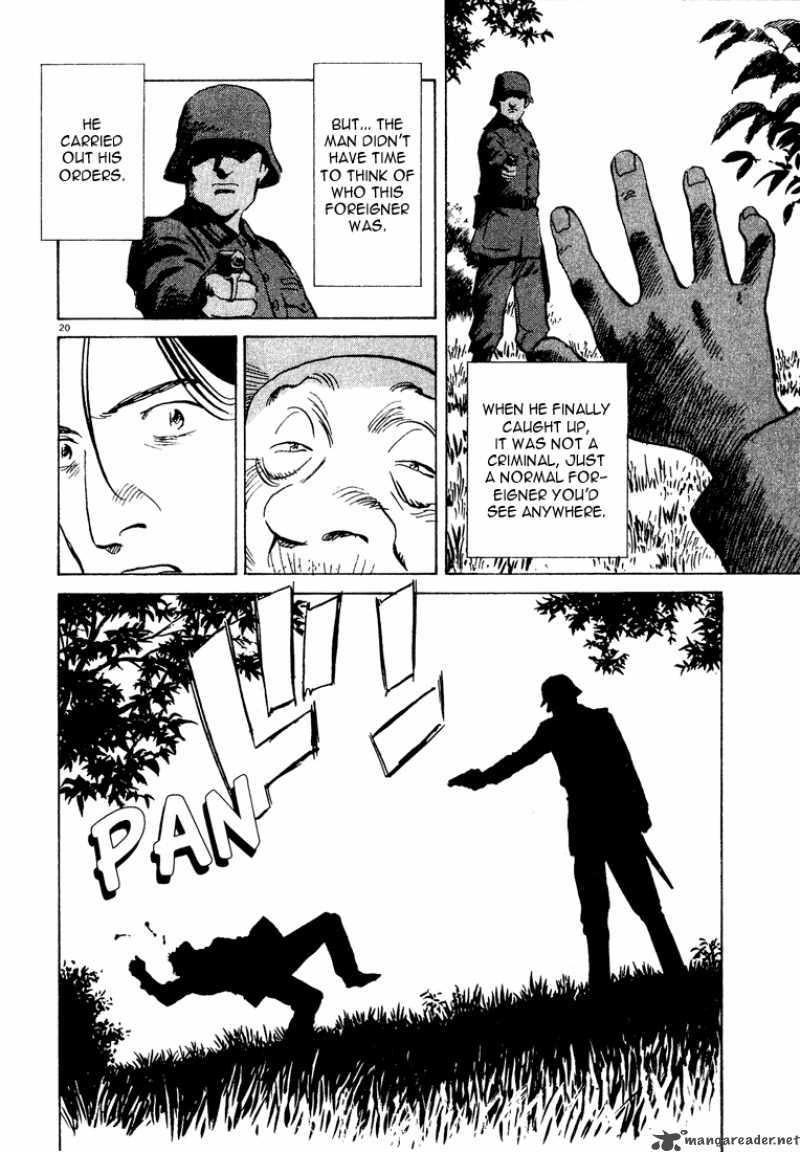 WHEN HE FINALLY
CAUGHT UP,
IT WAS NOT A
CRIMINAL, JUST
A NORMAL FOR-
EIGNER YOU'D
SEE ANYWHERE.
BUT... THE
MAN DIDN'T
HAVE TIME
TO THINK OF
WHO THIS
FOREIGNER
WAS.
HE
CARRIED
OUT HIS
ORDERS.
20
PAN
mangareader.net